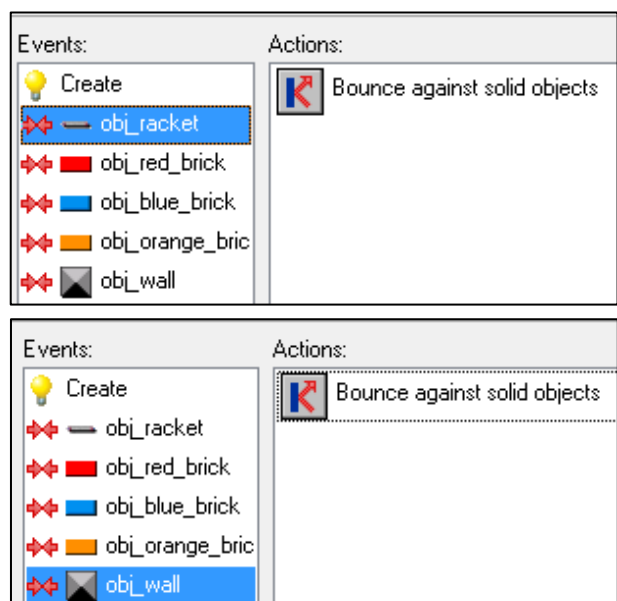 Events:
Actions:
Create
Bounce against solid objects
obj_racket
obj_red_brick
obj_blue_brick
obj_orange_bric
obj_wall
Events:
Actions:
Create
Bounce against solid objects
obj_racket
obj_red_brick
obj_blue_brick
obj_orange_bric
obj_wall